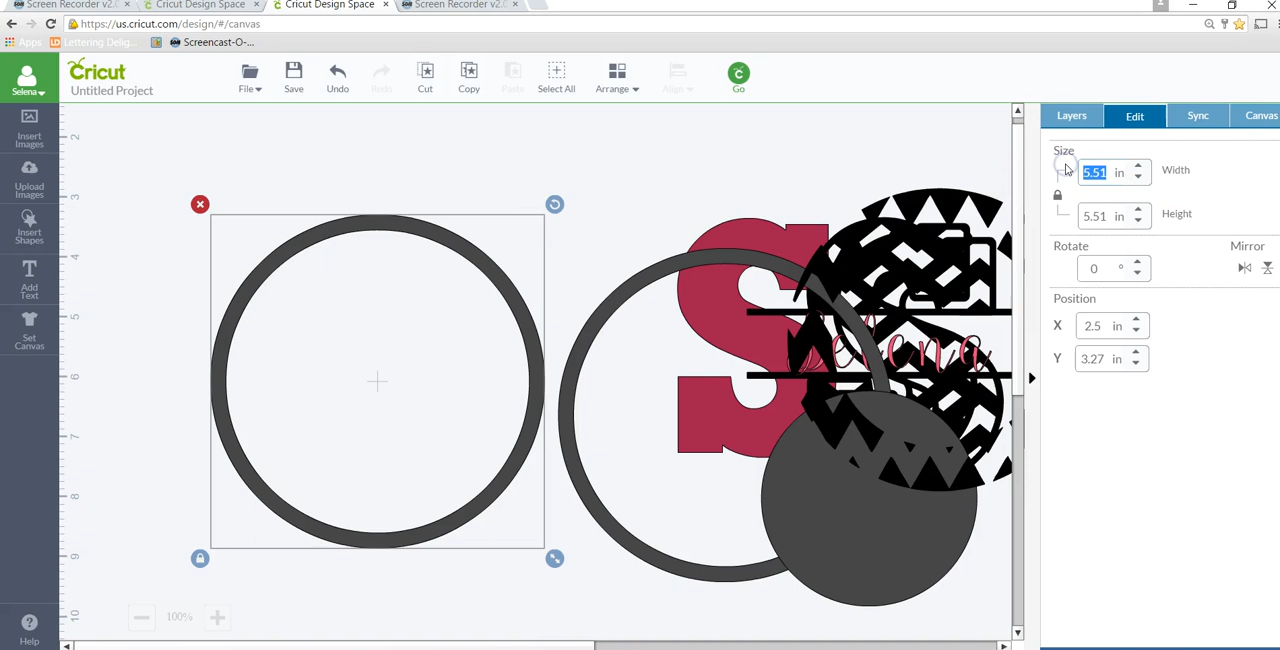 Screen Recorder v2.0
Cricut Design Space
Cricut Design Space
Screen Recorder v2.0
https://us.cricut.com/design/#/canvas
Apps
Lettering Deligh
Screencast-O-...
Selena
Cricut
Untitled Project
File
Save
Undo
Redo
Cut
Copy
Paste
Select All
Arrange
Align
Go
Insert
Images
Upload
Images
Insert
Shapes
Add
Text
Set
Canvas
Help
2
3
4
5
6
7
8
9
10
S
Selena
100%
Layers
Edit
Sync
Canvas
Size
5.51 in
Width
5.51 in
Height
Rotate
Mirror
0 °
Position
X 2.5 in
Y 3.27 in